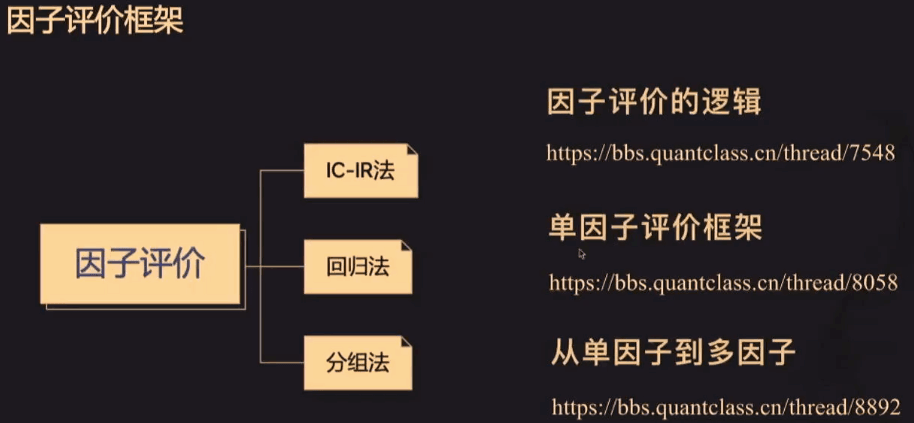 因子评价框架
因子评价
IC-IR法
回归法
分组法
因子评价的逻辑
https://bbs.quantclass.cn/thread/7548
单因子评价框架
https://bbs.quantclass.cn/thread/8058
从单因子到多因子
https://bbs.quantclass.cn/thread/8892